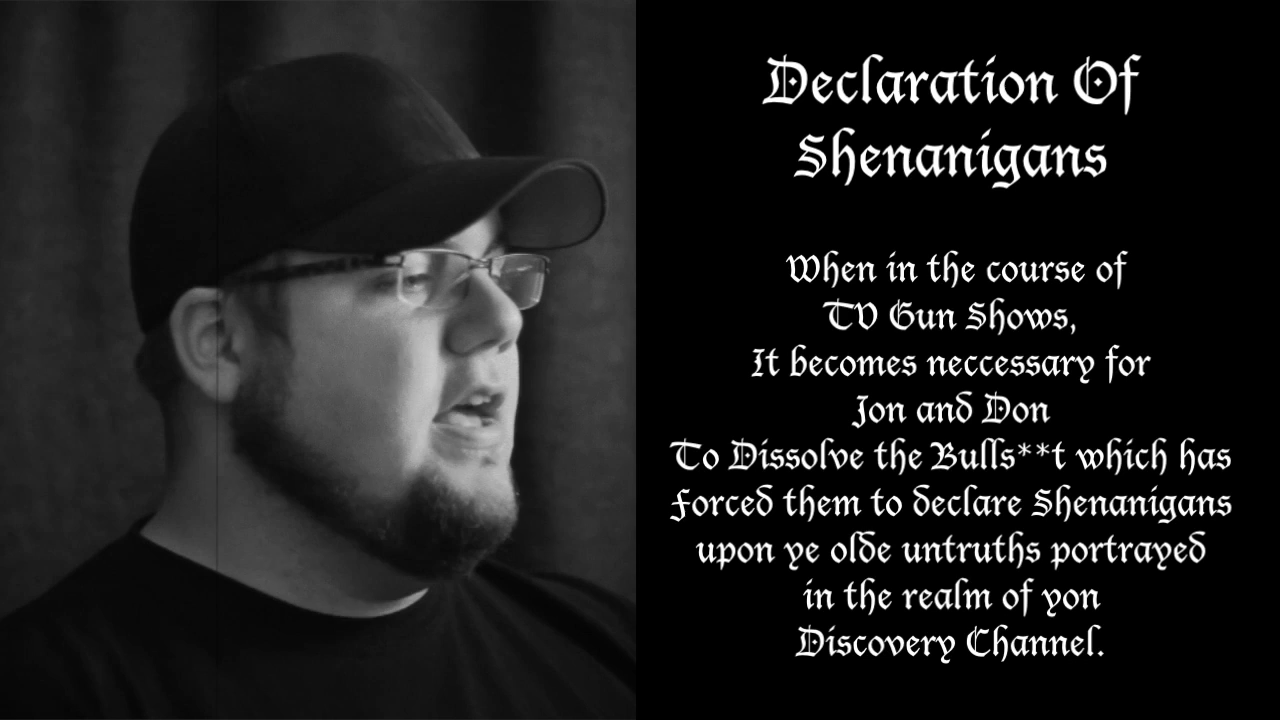 Declaration Of
Shenanigans
When in the course of
TV Gun Shows,
It becomes neccessary for
Jon and Don
To Dissolve the Bulls**t which has
Forced them to declare Shenanigans
upon ye olde untruths portrayed
in the realm of yon
Discovery Channel.